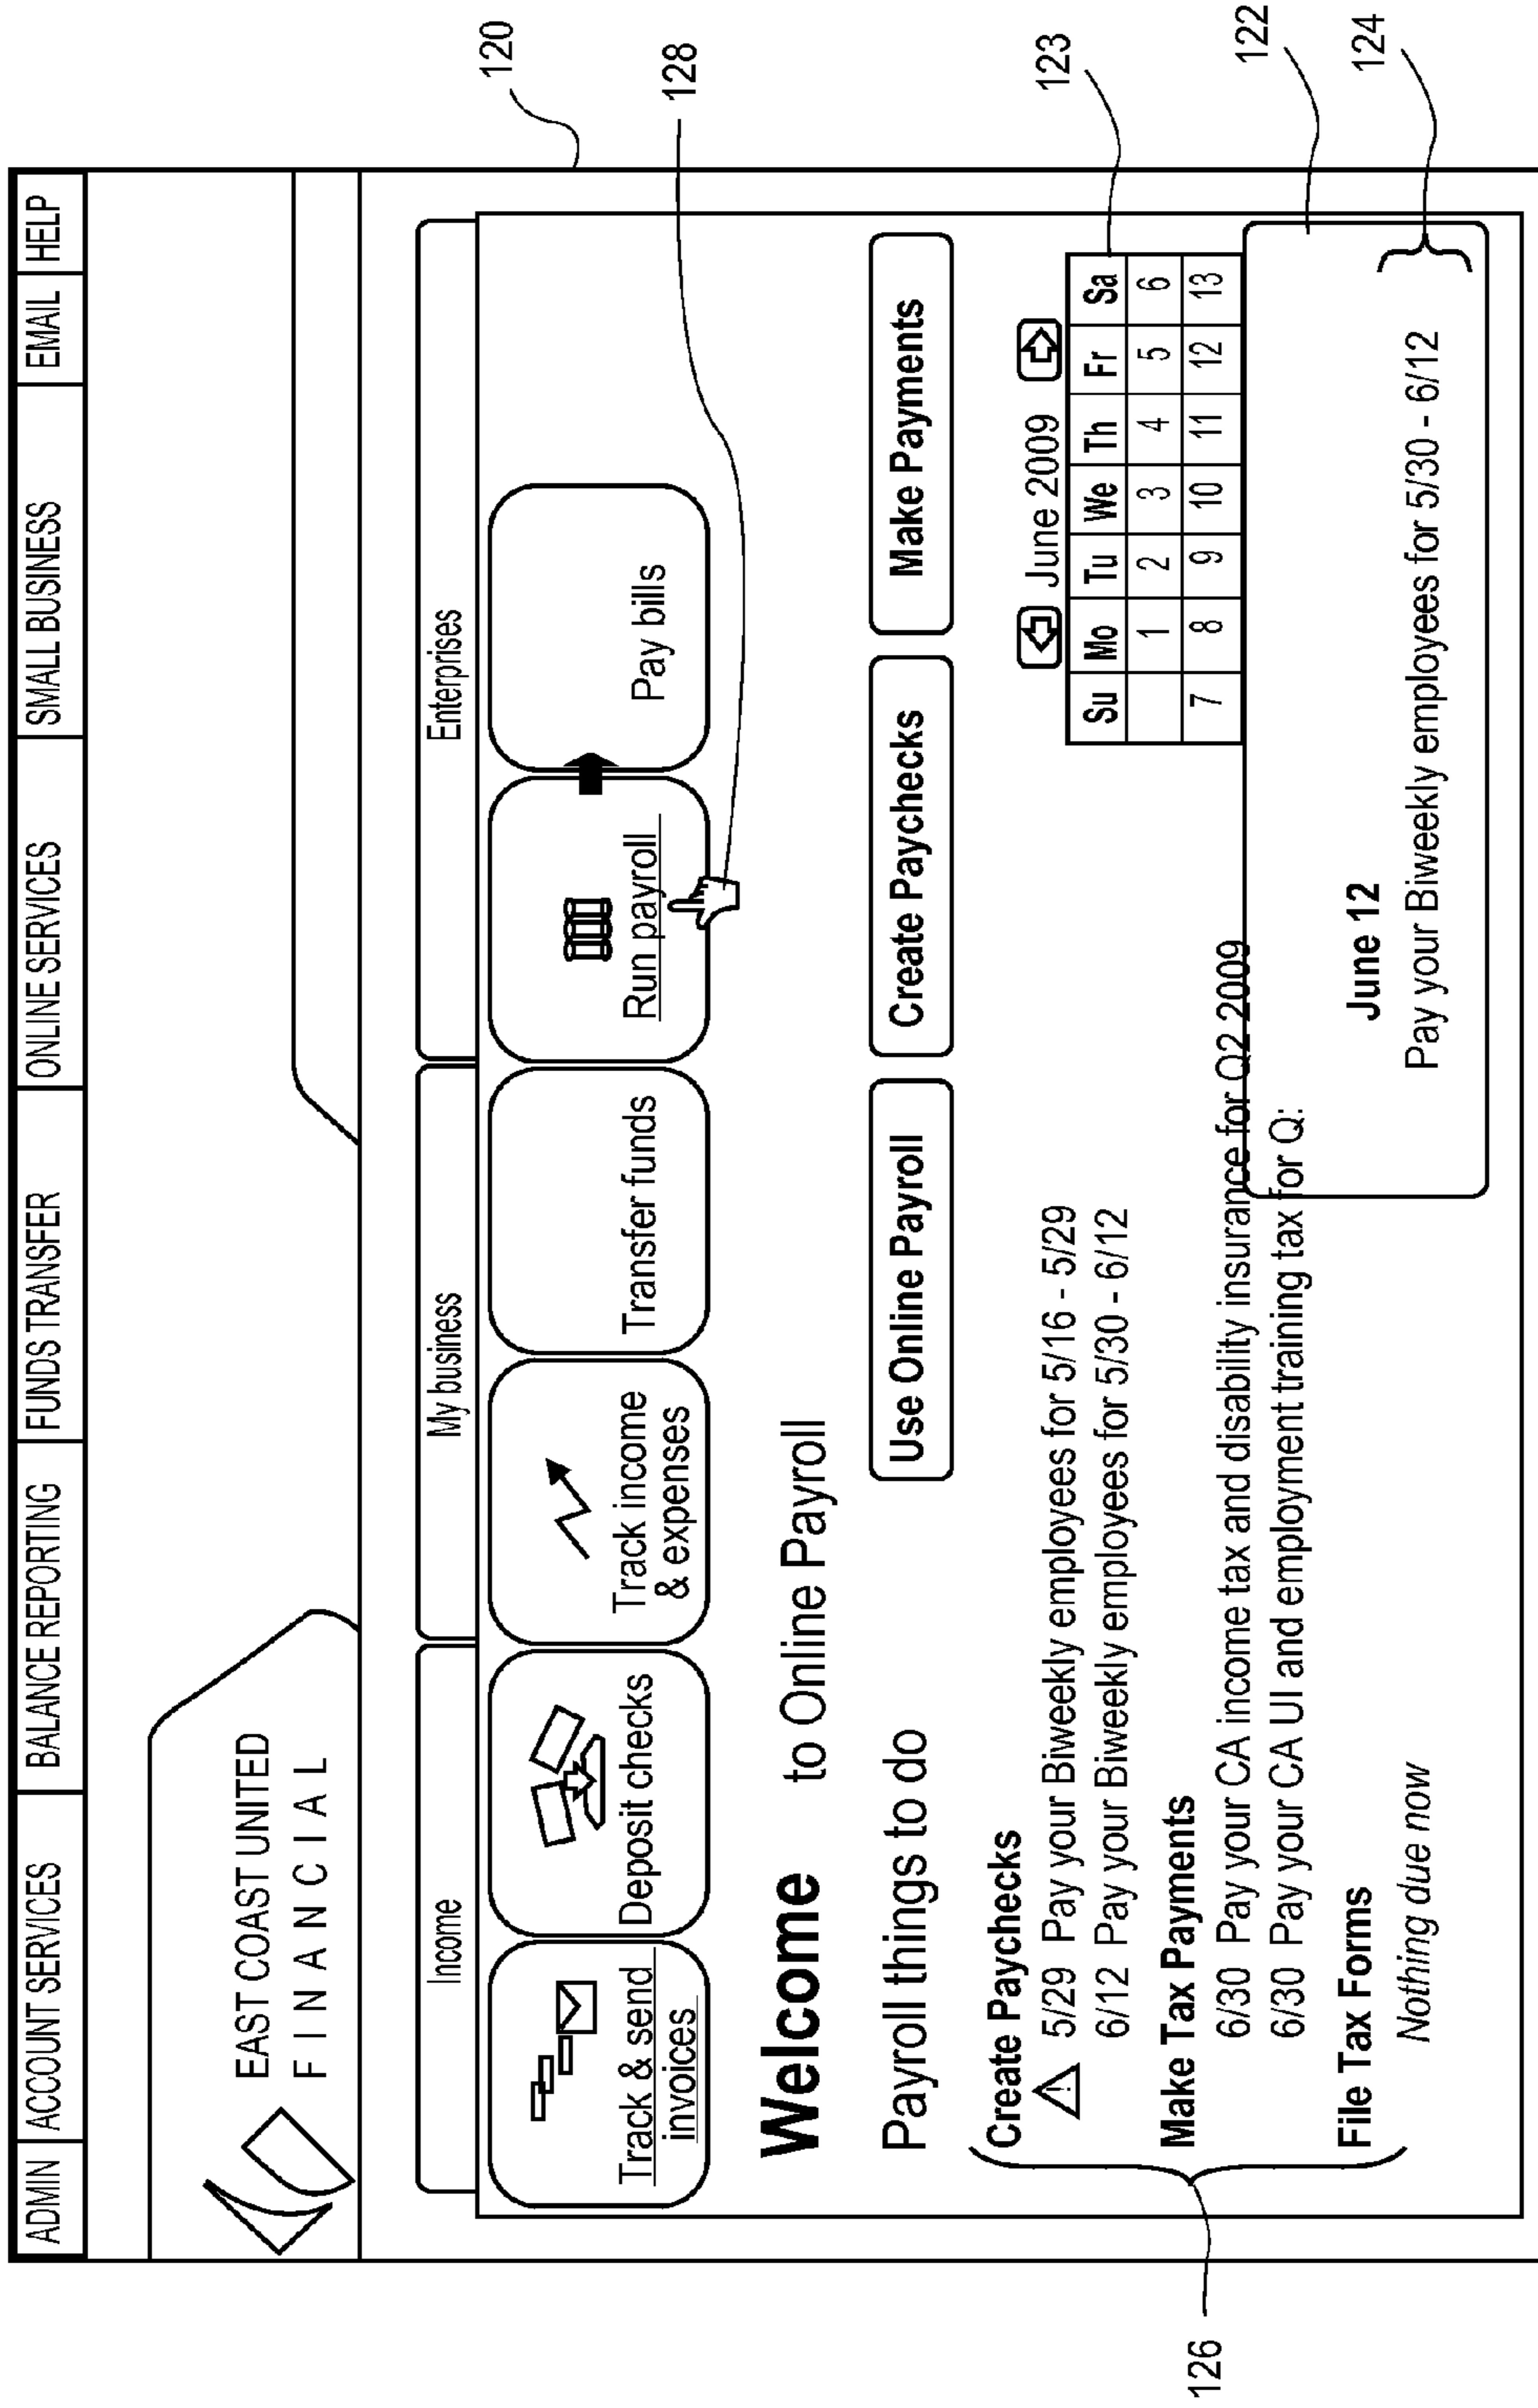 ADMIN ACCOUNT SERVICES BALANCE REPORTING FUNDS TRANSFER ONLINE SERVICES SMALL BUSINESS EMAIL HELP
EAST COAST UNITED
FINANCIAL
120
Income My business Enterprises
Track & send
invoices
Deposit checks
Track income
& expenses
Transfer funds
Run payroll
Pay bills
128
Welcome to Online Payroll
Payroll things to do
Use Online Payroll Create Paychecks Make Payments
Create Paychecks
5/29 Pay your Biweekly employees for 5/16 - 5/29
6/12 Pay your Biweekly employees for 5/30 - 6/12
Make Tax Payments
6/30 Pay your CA income tax and disability insurance for Q2 2009
6/30 Pay your CA UI and employment training tax for Q:
File Tax Forms
Nothing due now
126
June 2009
Su Mo Tu We Th Fr Sa
1 2 3 4 5 6
7 8 9 10 11 12 13
123
122
June 12
Pay your Biweekly employees for 5/30 - 6/12
124